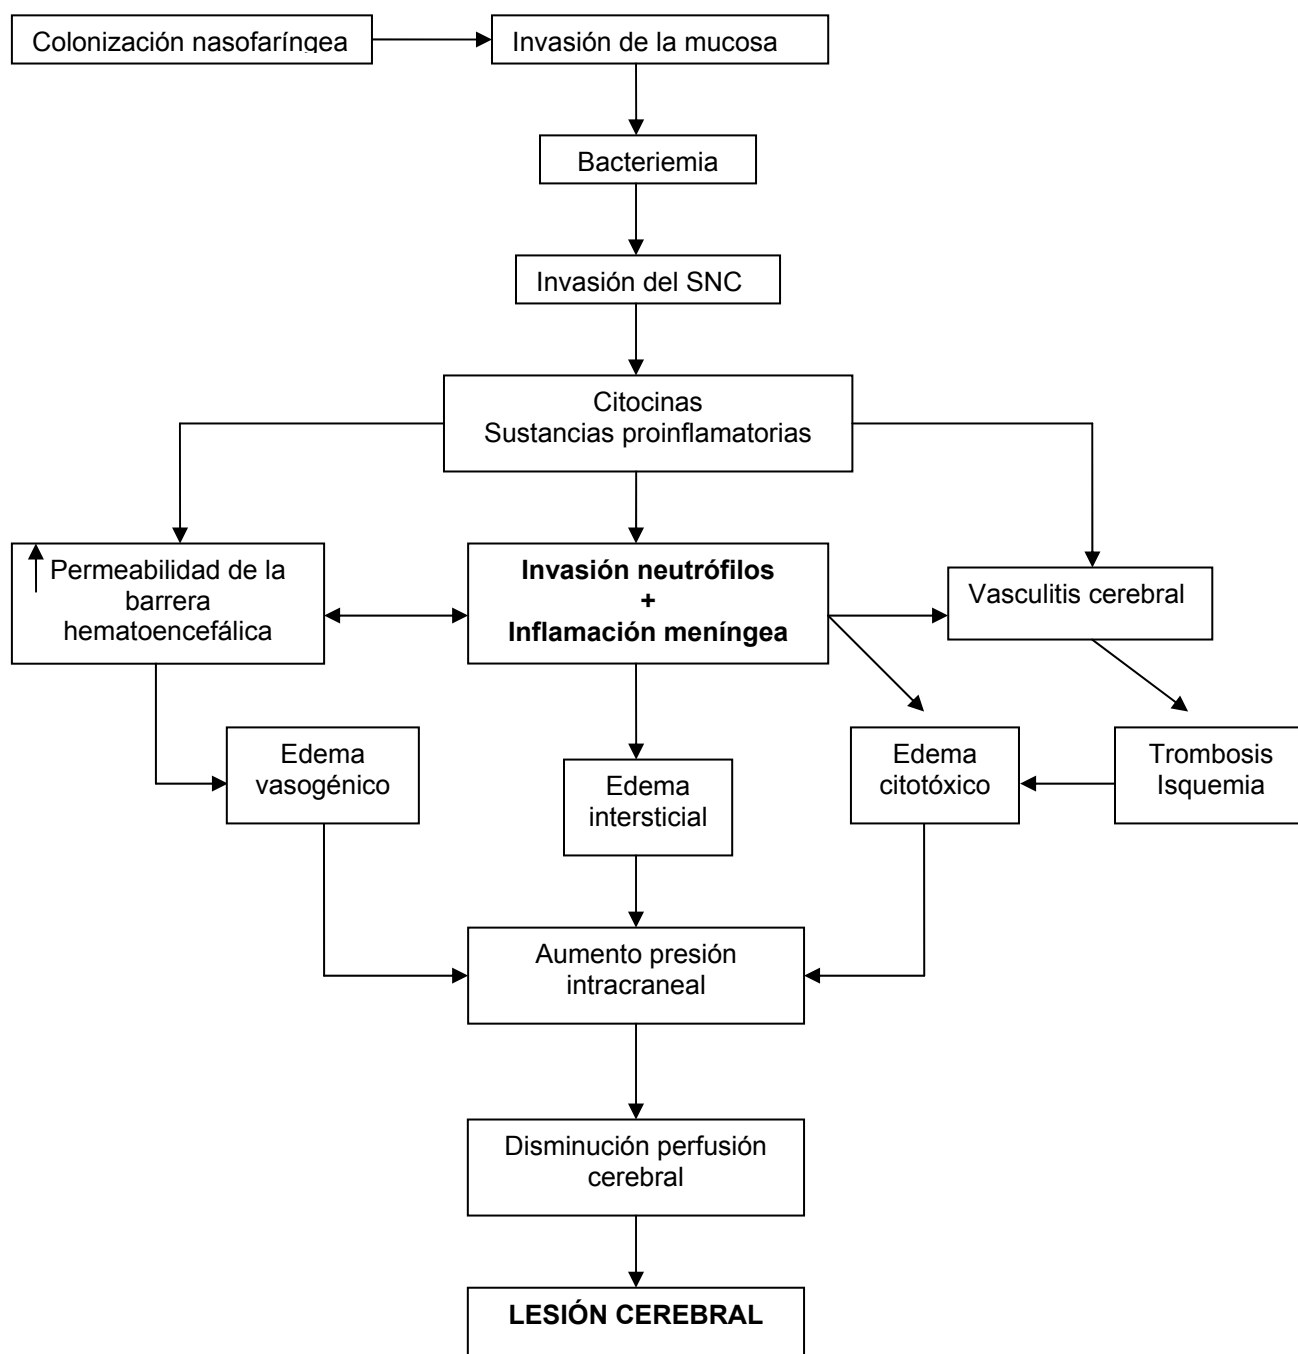 Colonización nasofaríngea
Invasión de la mucosa
Bacteriemia
Invasión del SNC
Citocinas
Sustancias proinflamatorias
Permeabilidad de la
barrera
hematoencefálica
Invasión neutrófilos
+
Inflamación meníngea
Vasculitis cerebral
Edema
vasogénico
Edema
intersticial
Edema
citotóxico
Trombosis
Isquemia
Aumento presión
intracraneal
Disminución perfusión
cerebral
LESIÓN CEREBRAL